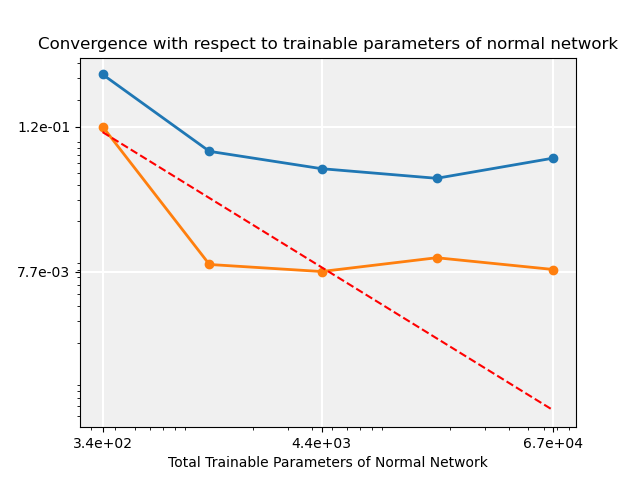 Convergence with respect to trainable parameters of normal network
1.2e−01
7.7e−03
3.4e+02
4.4e+03
6.7e+04
Total Trainable Parameters of Normal Network